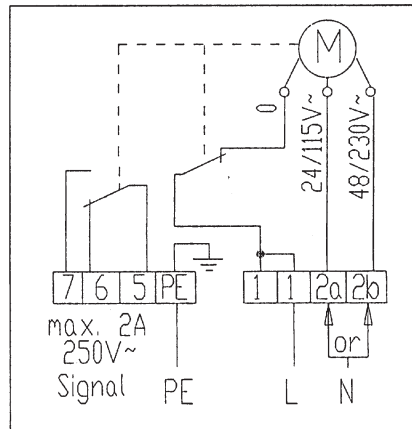 M
0
24/115V~
48/230V~
7 6 5 PE 1 1 2a 2b
max. 2A
250V~
Signal
or
PE L N